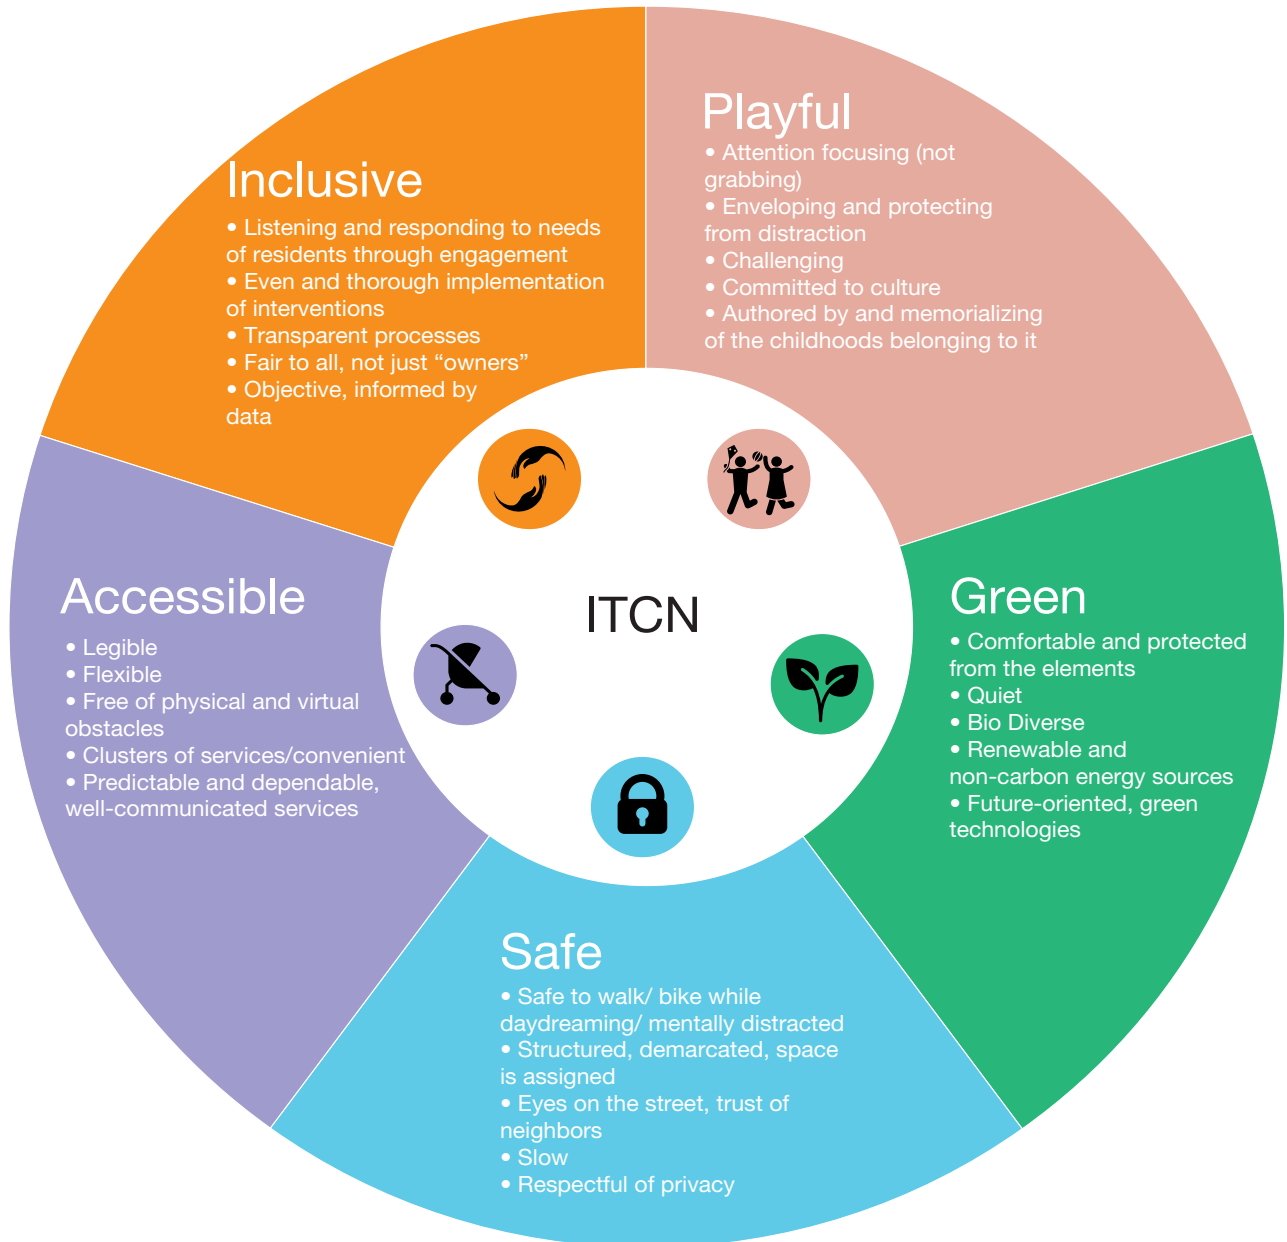 Playful
• Attention focusing (not
grabbing)
• Enveloping and protecting
from distraction
• Challenging
• Committed to culture
• Authored by and memorializing
of the childhoods belonging to it
Inclusive
• Listening and responding to needs
of residents through engagement
• Even and thorough implementation
of interventions
• Transparent processes
• Fair to all, not just “owners”
• Objective, informed by
data
ITCN
Accessible
• Legible
• Flexible
• Free of physical and virtual
obstacles
• Clusters of services/convenient
• Predictable and dependable,
well-communicated services
Green
• Comfortable and protected
from the elements
• Quiet
• Bio Diverse
• Renewable and
non-carbon energy sources
• Future-oriented, green
technologies
Safe
• Safe to walk/ bike while
daydreaming/ mentally distracted
• Structured, demarcated, space
is assigned
• Eyes on the street, trust of
neighbors
• Slow
• Respectful of privacy